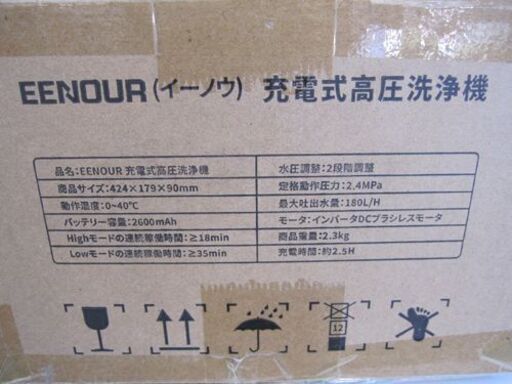 EENOUR(イーノウ) 充電式高圧洗浄機
品名:EENOUR 充電式高圧洗浄機
商品サイズ:424×179×90mm
動作温度:0~40℃
バッテリー容量:2600mAh
Highモードの連続稼働時間:≥18min
Lowモードの連続稼働時間:≥35min
水圧調整:2段階調整
定格動作圧力:2.4MPa
最大吐出水量:180L/H
モータ:インバータDCブラシレスモータ
商品重量:2.3kg
充電時間:約2.5H
12